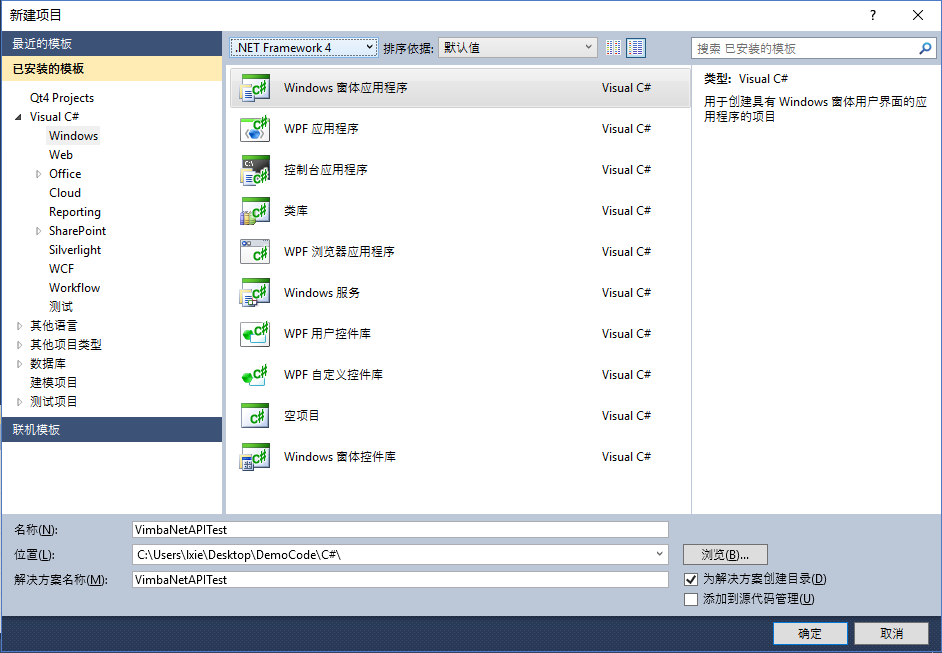 新建项目
?
最近的模板
已安装的模板
Qt4 Projects
Visual C#
Windows
Web
Office
Cloud
Reporting
SharePoint
Silverlight
WCF
Workflow
测试
其他语言
其他项目类型
数据库
建模项目
测试项目
联机模板
.NET Framework 4
排序依据: 默认值
Windows 窗体应用程序 Visual C#
WPF 应用程序 Visual C#
控制台应用程序 Visual C#
类库 Visual C#
WPF 浏览器应用程序 Visual C#
Windows 服务 Visual C#
WPF 用户控件库 Visual C#
WPF 自定义控件库 Visual C#
空项目 Visual C#
Windows 窗体控件库 Visual C#
搜索 已安装的模板
类型: Visual C#
用于创建具有 Windows 窗体用户界面的应
用程序的项目
名称(N): VimbaNetAPITest
位置(L): C:\Users\lxie\Desktop\DemoCode\C#\
浏览(B)...
解决方案名称(M): VimbaNetAPITest
为解决方案创建目录(D)
添加到源代码管理(U)
确定
取消